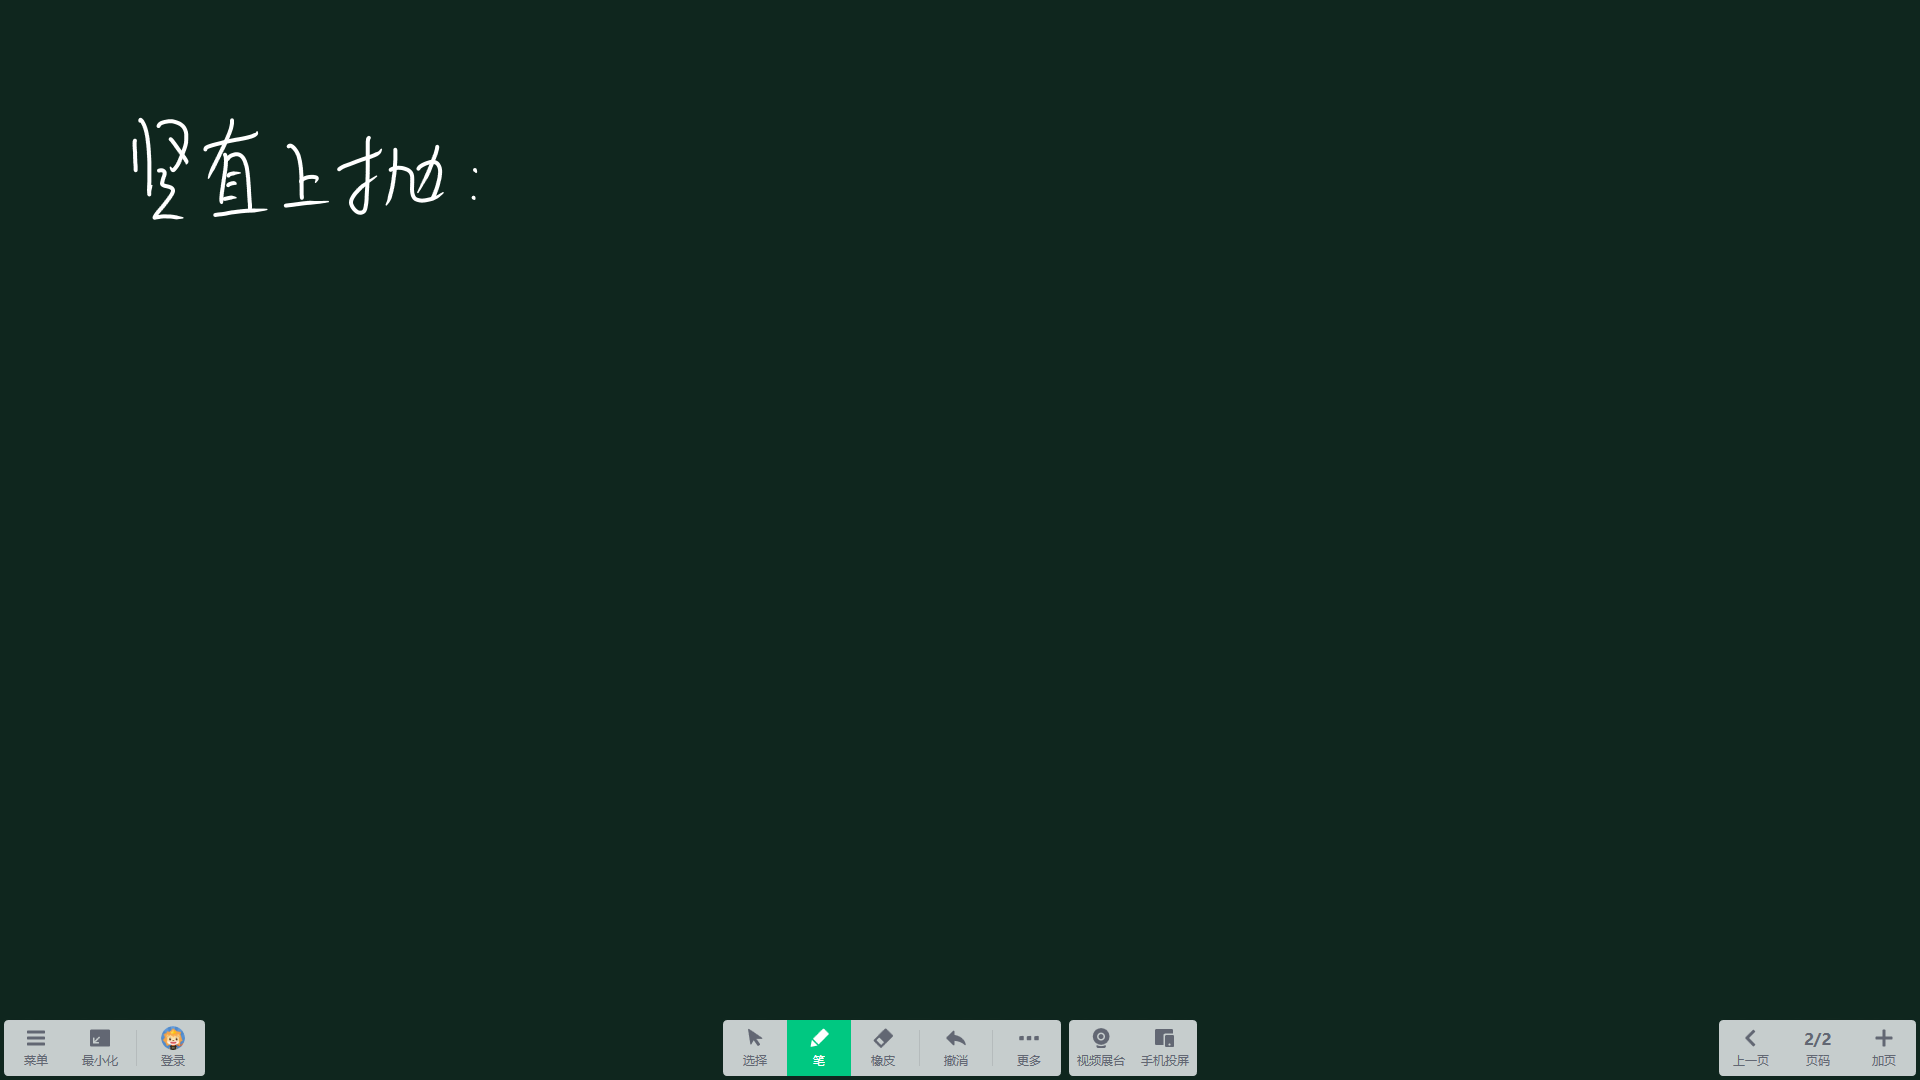 竖直上抛:
菜单 最小化 登录 选择 笔 橡皮 撤消 更多 视频展台 手机投屏 上一页 2/2 页码 加页